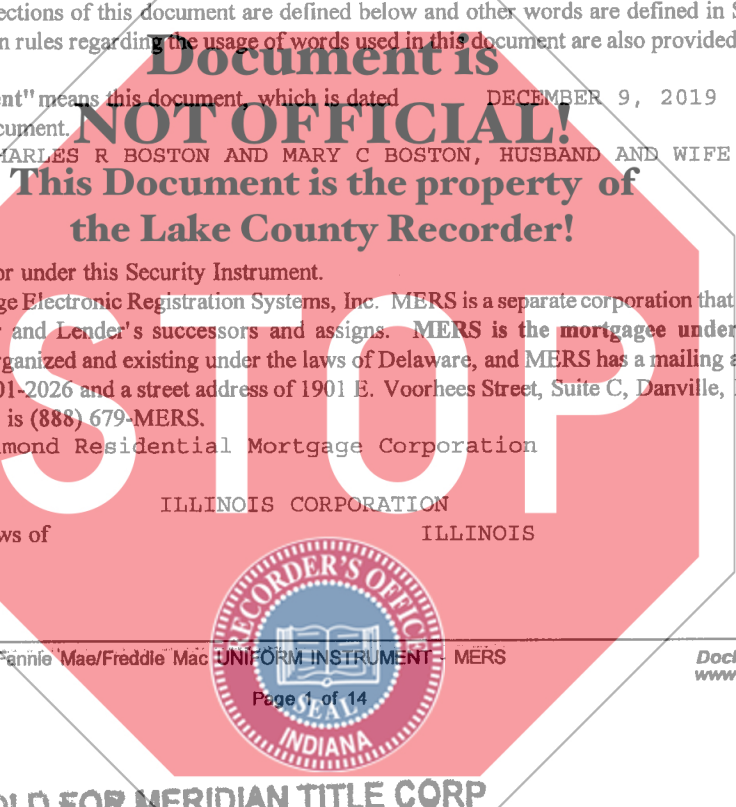 ections of this document are defined below and other words are defined in S
n rules regarding the usage of words used in this document are also provided
Document is
ent" means this document, which is dated DECEMBER 9, 2019
cument.
NOT OFFICIAL!
HARLES R BOSTON AND MARY C BOSTON, HUSBAND AND WIFE
This Document is the property of
the Lake County Recorder!
or under this Security Instrument.
ge Electronic Registration Systems, Inc. MERS is a separate corporation that
r and Lender's successors and assigns. MERS is the mortgagee under
rganized and existing under the laws of Delaware, and MERS has a mailing a
01-2026 and a street address of 1901 E. Voorhees Street, Suite C, Danville,
is (888) 679-MERS.
STOP
mond Residential Mortgage Corporation
ILLINOIS CORPORATION
ws of ILLINOIS
RECORDER'S OFFICE
Fannie Mae/Freddie Mac UNIFORM INSTRUMENT - MERS
Doc
www
Page 1 of 14
SEAL
INDIANA
OLD FOR MERIDIAN TITLE CORP